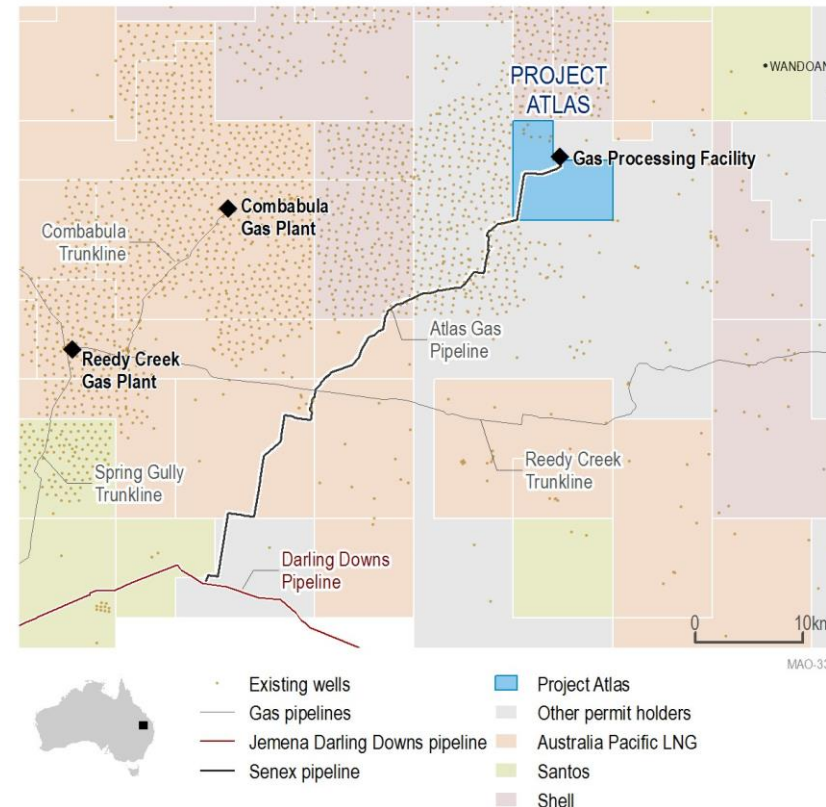 PROJECT
ATLAS
WANDOAN
Gas Processing Facility
Combabula
Gas Plant
Combabula
Trunkline
Atlas Gas
Pipeline
Reedy Creek
Gas Plant
Reedy Creek
Trunkline
Spring Gully
Trunkline
Darling Downs
Pipeline
0 10km
MAO-33
Existing wells
Gas pipelines
Jemena Darling Downs pipeline
Senex pipeline
Project Atlas
Other permit holders
Australia Pacific LNG
Santos
Shell